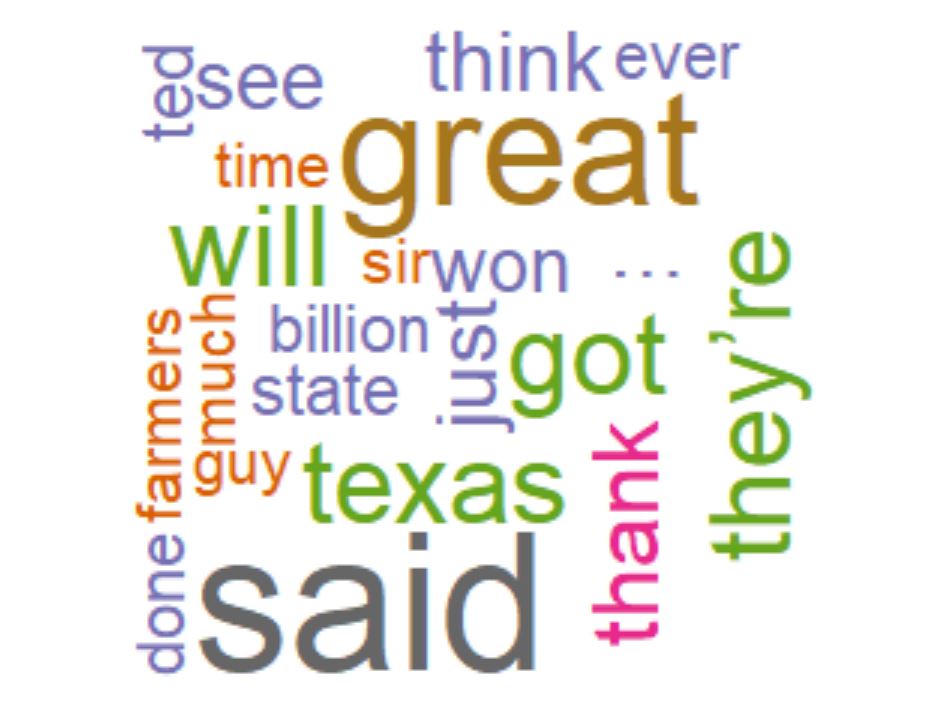 ted
see
think
ever
time
great
will
sir
won
...
they're
farmers
much
billion
just
got
state
guy
texas
thank
done
said